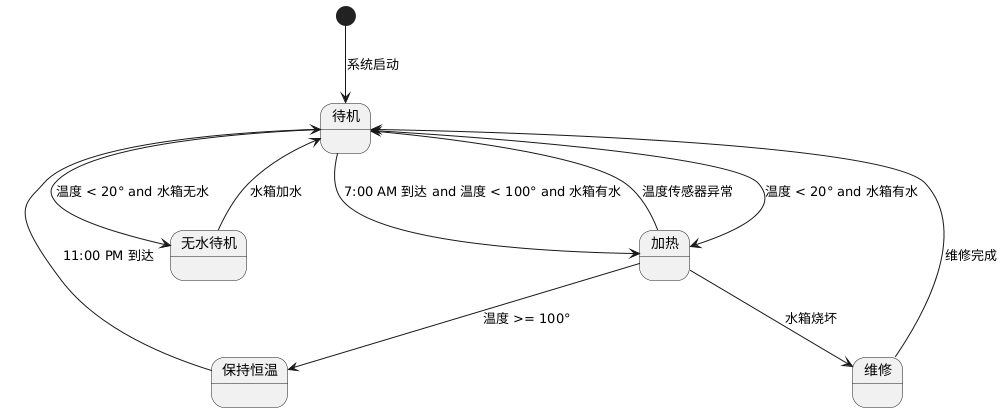 系统启动
待机
温度 < 20° and 水箱无水
水箱加水
7:00 AM 到达 and 温度 < 100° and 水箱有水
温度传感器异常
温度 < 20° and 水箱有水
无水待机
加热
11:00 PM 到达
维修完成
温度 >= 100°
水箱烧坏
保持恒温
维修